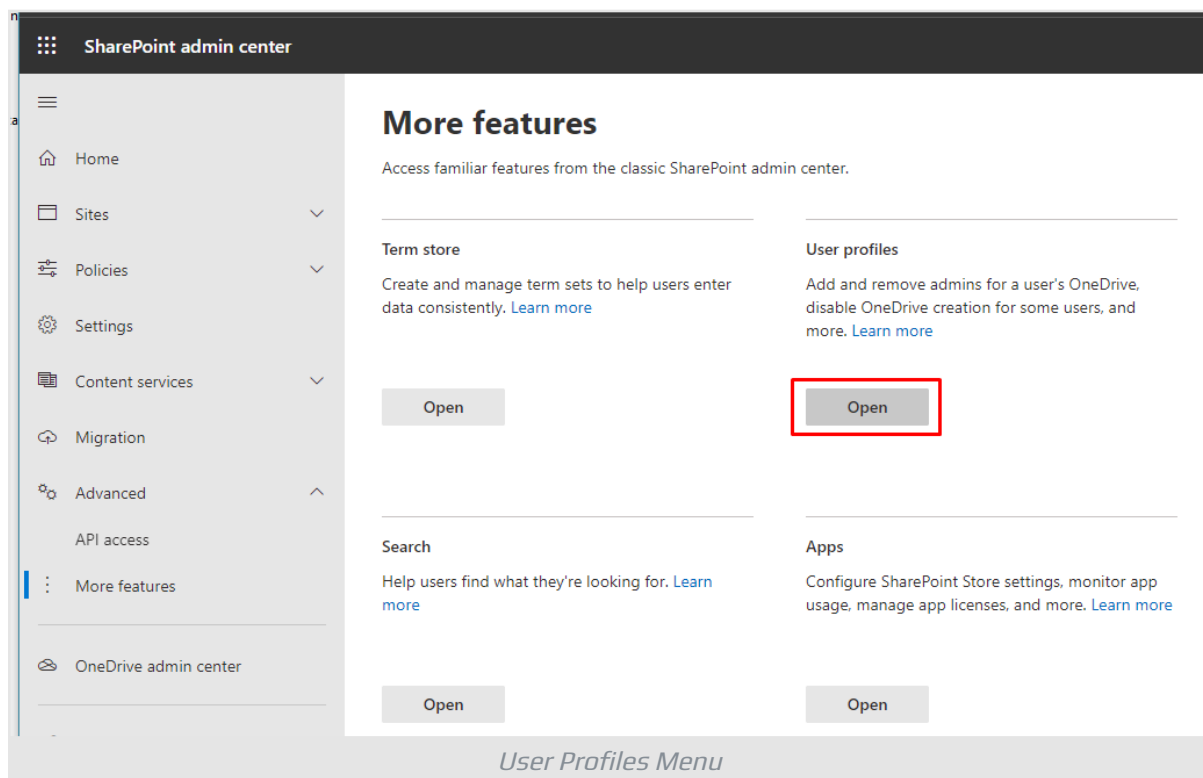 n
SharePoint admin center
a
Home
Sites
Policies
Settings
Content services
Migration
Advanced
API access
More features
OneDrive admin center
More features
Access familiar features from the classic SharePoint admin center.
Term store
Create and manage term sets to help users enter
data consistently. Learn more
Open
User profiles
Add and remove admins for a user's OneDrive,
disable OneDrive creation for some users, and
more. Learn more
Open
Search
Help users find what they're looking for. Learn
more
Open
Apps
Configure SharePoint Store settings, monitor app
usage, manage app licenses, and more. Learn more
Open
User Profiles Menu